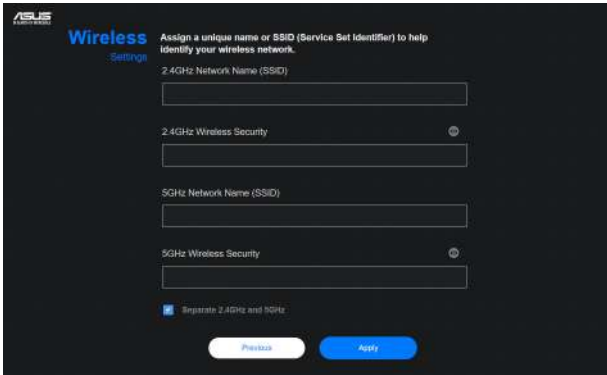 ASUS
Wireless
Settings
Assign a unique name or SSID (Service Set Identifier) to help
identify your wireless network.
2.4GHz Network Name (SSID)
2.4GHz Wireless Security
5GHz Network Name (SSID)
5GHz Wireless Security
Separate 2.4GHz and 5GHz
Previous
Apply